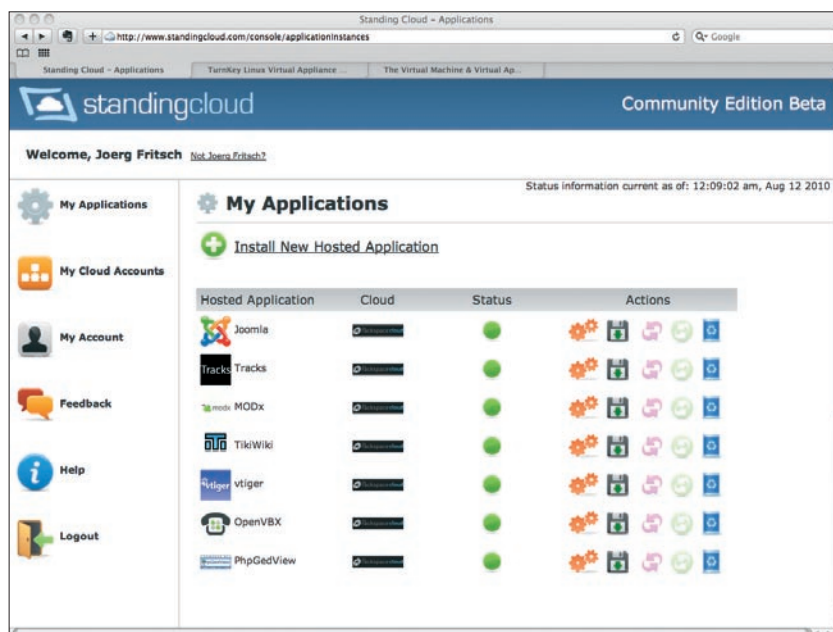 Standing Cloud – Applications
http://www.standingcloud.com/console/applicationInstances
Google
Standing Cloud – Applications
TurnKey Linux Virtual Appliance ...
The Virtual Machine & Virtual Ap...
standingcloud
Community Edition Beta
Welcome, Joerg Fritsch Not Joerg Fritsch?
Status information current as of: 12:09:02 am, Aug 12 2010
My Applications
My Cloud Accounts
My Account
Feedback
Help
Logout
My Applications
Install New Hosted Application
Hosted Application Cloud Status Actions
Joomla
Tracks Tracks
modx MODx
TikiWiki
vtiger vtiger
OpenVBX
PhpGedView